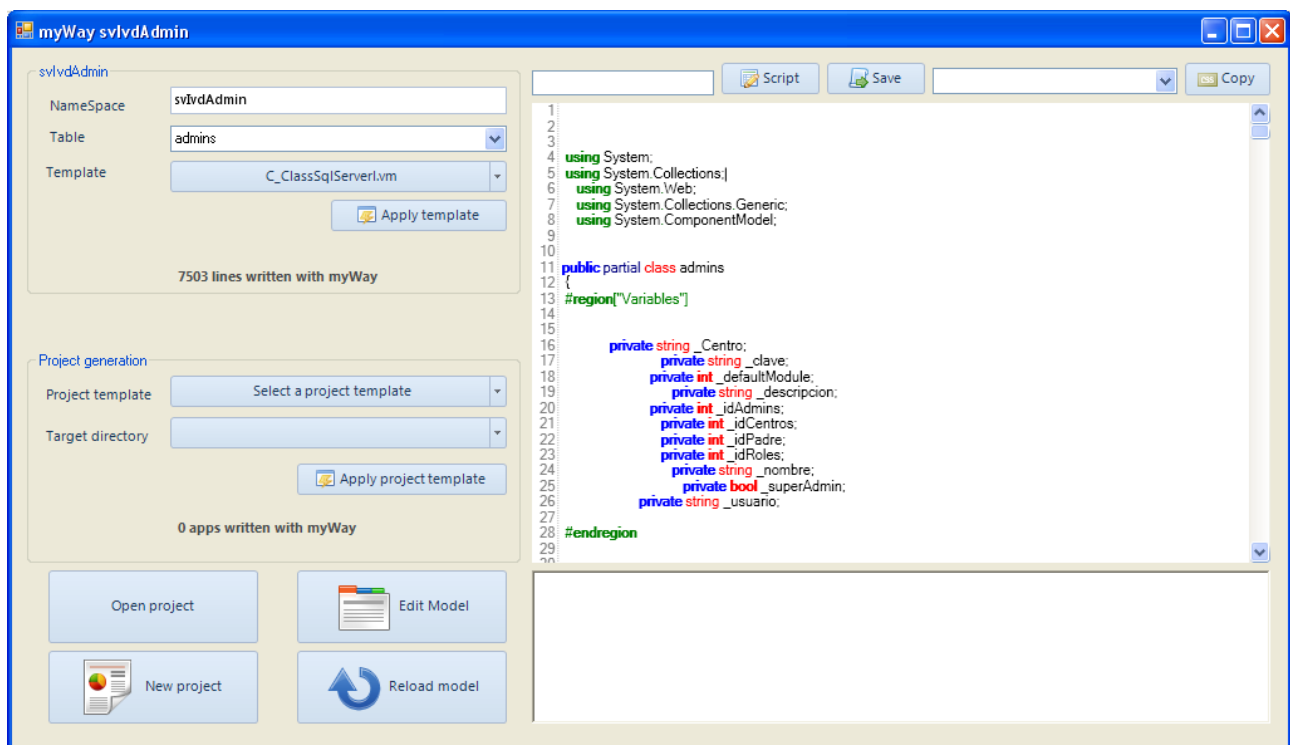 myWay svIvdAdmin
svIvdAdmin
NameSpace
svIvdAdmin
Table
admins
Template
C_ClassSqlServerI.vm
Apply template
7503 lines written with myWay
Project generation
Project template
Select a project template
Target directory
Apply project template
0 apps written with myWay
Open project
Edit Model
New project
Reload model
Script
Save
Copy
1
2
3
4 using System;
5 using System.Collections;
6 using System.Web;
7 using System.Collections.Generic;
8 using System.ComponentModel;
9
10
11 public partial class admins
12 {
13 #region["Variables"]
14
15
16 private string _Centro;
17 private string _clave;
18 private int _defaultModule;
19 private string _descripcion;
20 private int _idAdmins;
21 private int _idCentros;
22 private int _idPadre;
23 private int _idRoles;
24 private string _nombre;
25 private bool _superAdmin;
26 private string _usuario;
27
28 #endregion
29